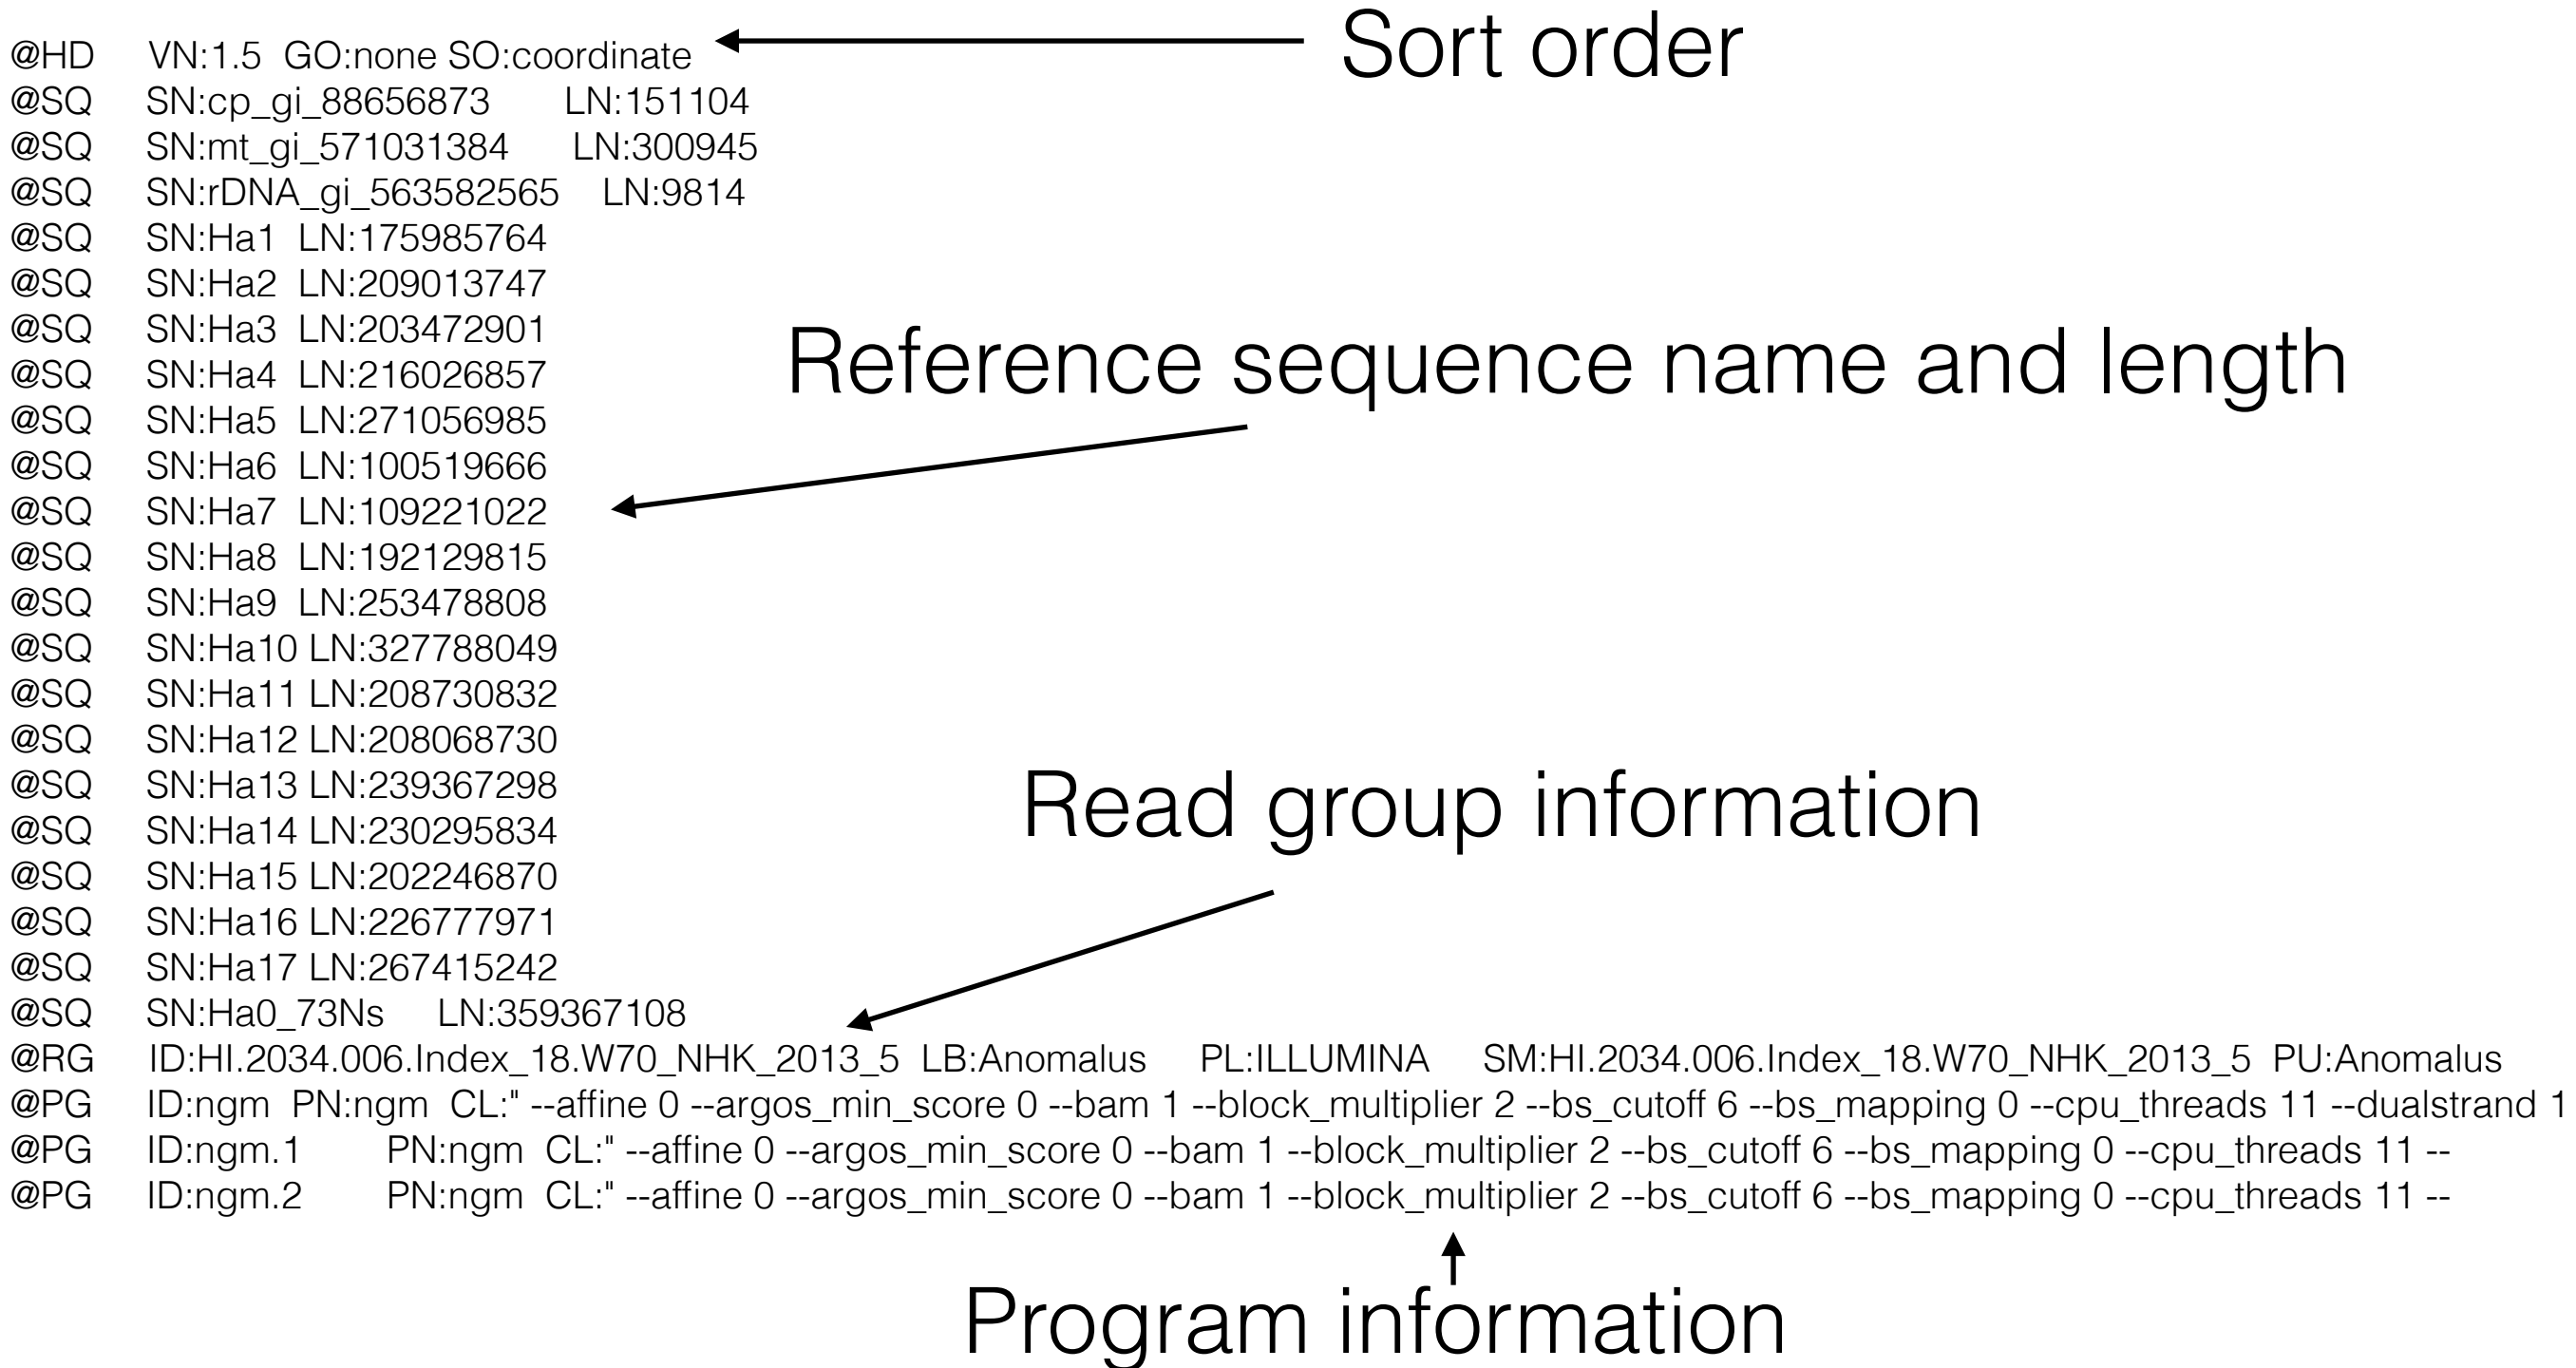 @HD VN:1.5 GO:none SO:coordinate
Sort order
@SQ SN:cp_gi_88656873 LN:151104
@SQ SN:mt_gi_571031384 LN:300945
@SQ SN:rDNA_gi_563582565 LN:9814
@SQ SN:Ha1 LN:175985764
@SQ SN:Ha2 LN:209013747
@SQ SN:Ha3 LN:203472901
@SQ SN:Ha4 LN:216026857
Reference sequence name and length
@SQ SN:Ha5 LN:271056985
@SQ SN:Ha6 LN:100519666
@SQ SN:Ha7 LN:109221022
@SQ SN:Ha8 LN:192129815
@SQ SN:Ha9 LN:253478808
@SQ SN:Ha10 LN:327788049
@SQ SN:Ha11 LN:208730832
@SQ SN:Ha12 LN:208068730
@SQ SN:Ha13 LN:239367298
Read group information
@SQ SN:Ha14 LN:230295834
@SQ SN:Ha15 LN:202246870
@SQ SN:Ha16 LN:226777971
@SQ SN:Ha17 LN:267415242
@SQ SN:Ha0_73Ns LN:359367108
@RG ID:HI.2034.006.Index_18.W70_NHK_2013_5 LB:Anomalus PL:ILLUMINA SM:HI.2034.006.Index_18.W70_NHK_2013_5 PU:Anomalus
@PG ID:ngm PN:ngm CL:" --affine 0 --argos_min_score 0 --bam 1 --block_multiplier 2 --bs_cutoff 6 --bs_mapping 0 --cpu_threads 11 --dualstrand 1
@PG ID:ngm.1 PN:ngm CL:" --affine 0 --argos_min_score 0 --bam 1 --block_multiplier 2 --bs_cutoff 6 --bs_mapping 0 --cpu_threads 11 --
@PG ID:ngm.2 PN:ngm CL:" --affine 0 --argos_min_score 0 --bam 1 --block_multiplier 2 --bs_cutoff 6 --bs_mapping 0 --cpu_threads 11 --
Program information